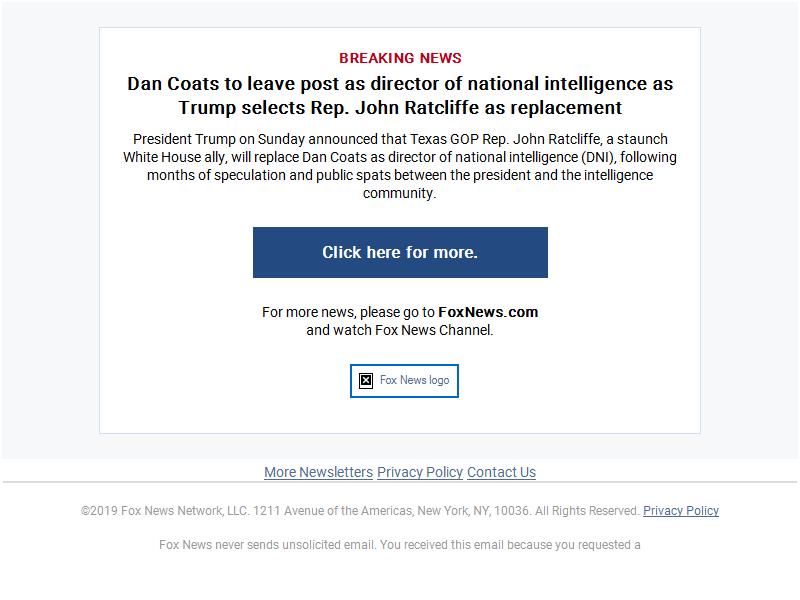 BREAKING NEWS
Dan Coats to leave post as director of national intelligence as
Trump selects Rep. John Ratcliffe as replacement
President Trump on Sunday announced that Texas GOP Rep. John Ratcliffe, a staunch
White House ally, will replace Dan Coats as director of national intelligence (DNI), following
months of speculation and public spats between the president and the intelligence
community.
Click here for more.
For more news, please go to FoxNews.com
and watch Fox News Channel.
Fox News logo
More Newsletters Privacy Policy Contact Us
©2019 Fox News Network, LLC. 1211 Avenue of the Americas, New York, NY, 10036. All Rights Reserved. Privacy Policy
Fox News never sends unsolicited email. You received this email because you requested a